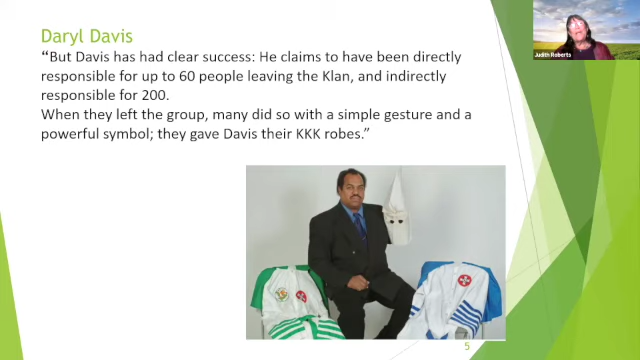 Daryl Davis
“But Davis has had clear success: He claims to have been directly
responsible for up to 60 people leaving the Klan, and indirectly
responsible for 200.
When they left the group, many did so with a simple gesture and a
powerful symbol; they gave Davis their KKK robes.”
Judith Roberts
5